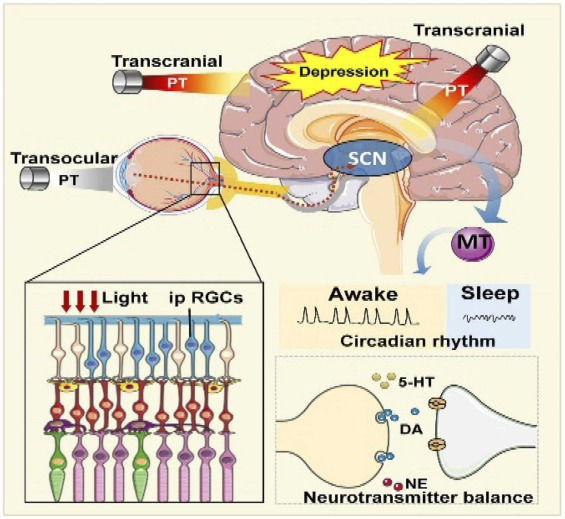 Transcranial
Transcranial
PT
Depression
PT
SCN
Transocular
PT
MT
Light
ip RGCs
Awake
Sleep
Circadian rhythm
5-HT
DA
NE
Neurotransmitter balance